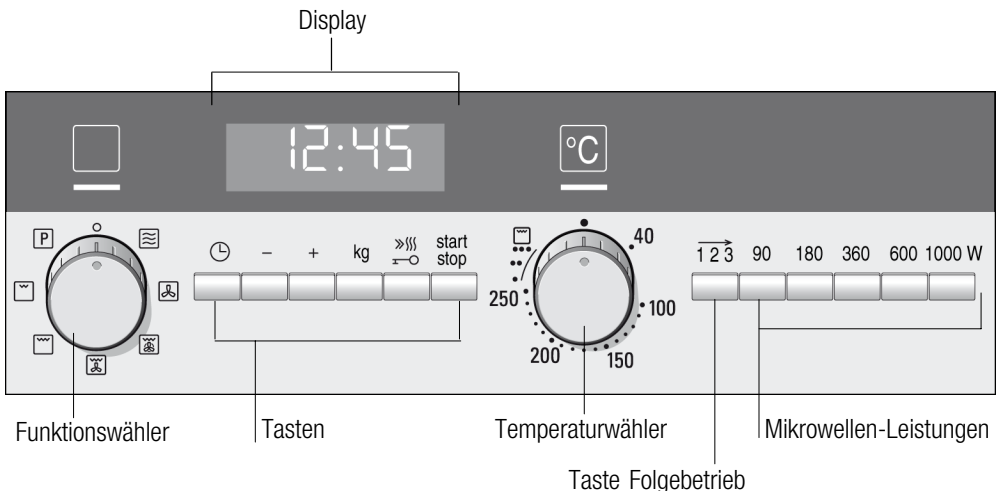 Display
12:45
°C
P
kg
start
stop
40
100
150
200
250
1 2 3
90
180
360
600
1000 W
Funktionswähler
Tasten
Temperaturwähler
Mikrowellen-Leistungen
Taste Folgebetrieb